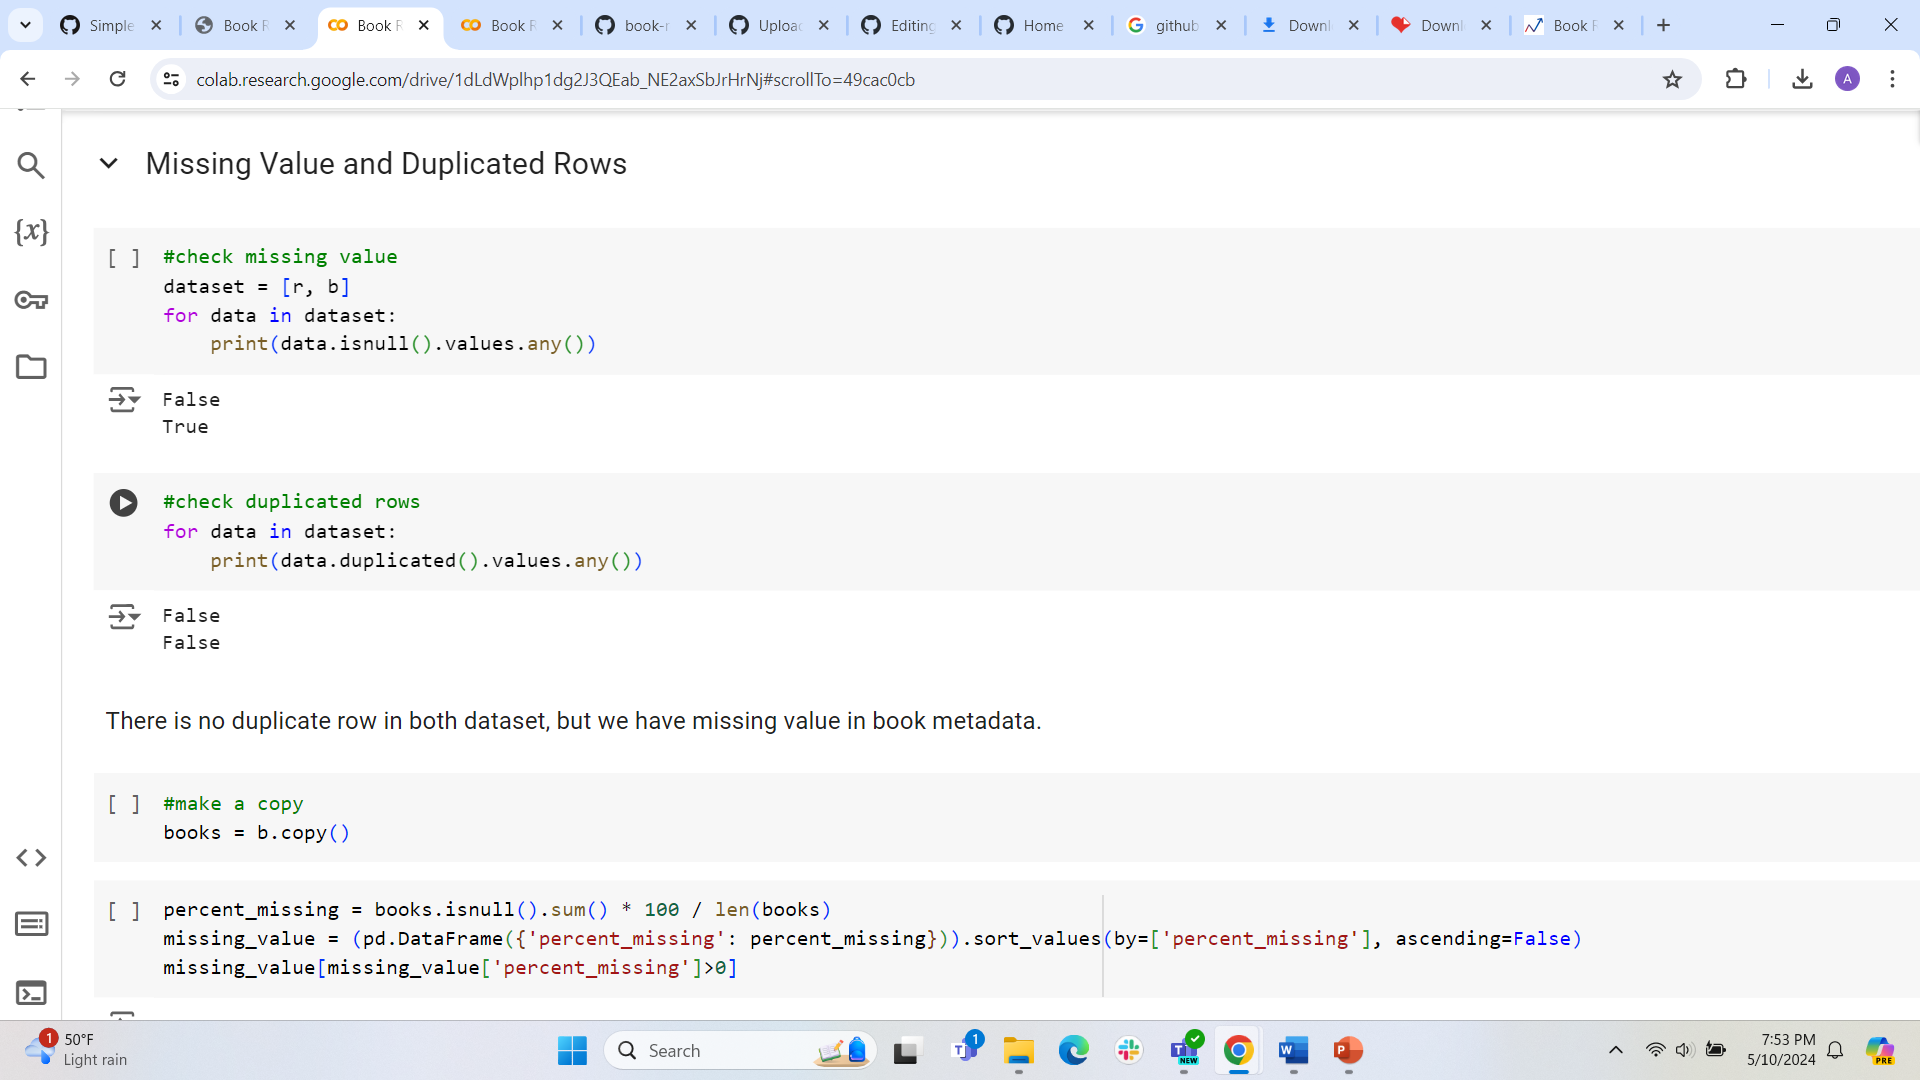 Simple
Book R
Book R
Book R
book-r
Uploac
Editing
Home
github
Downl
Downl
Book R
colab.research.google.com/drive/1dLdWplhp1dg2J3QEab_NE2axSbJrHrNj#scrollTo=49cac0cb
A
Missing Value and Duplicated Rows
{x}
[ ] #check missing value
dataset = [r, b]
for data in dataset:
    print(data.isnull().values.any())
False
True
#check duplicated rows
for data in dataset:
    print(data.duplicated().values.any())
False
False
There is no duplicate row in both dataset, but we have missing value in book metadata.
[ ] #make a copy
books = b.copy()
[ ] percent_missing = books.isnull().sum() * 100 / len(books)
missing_value = (pd.DataFrame({'percent_missing': percent_missing})).sort_values(by=['percent_missing'], ascending=False)
missing_value[missing_value['percent_missing']>0]
1
50°F
Light rain
Search
1
NEW
W
P
7:53 PM
5/10/2024
PRE